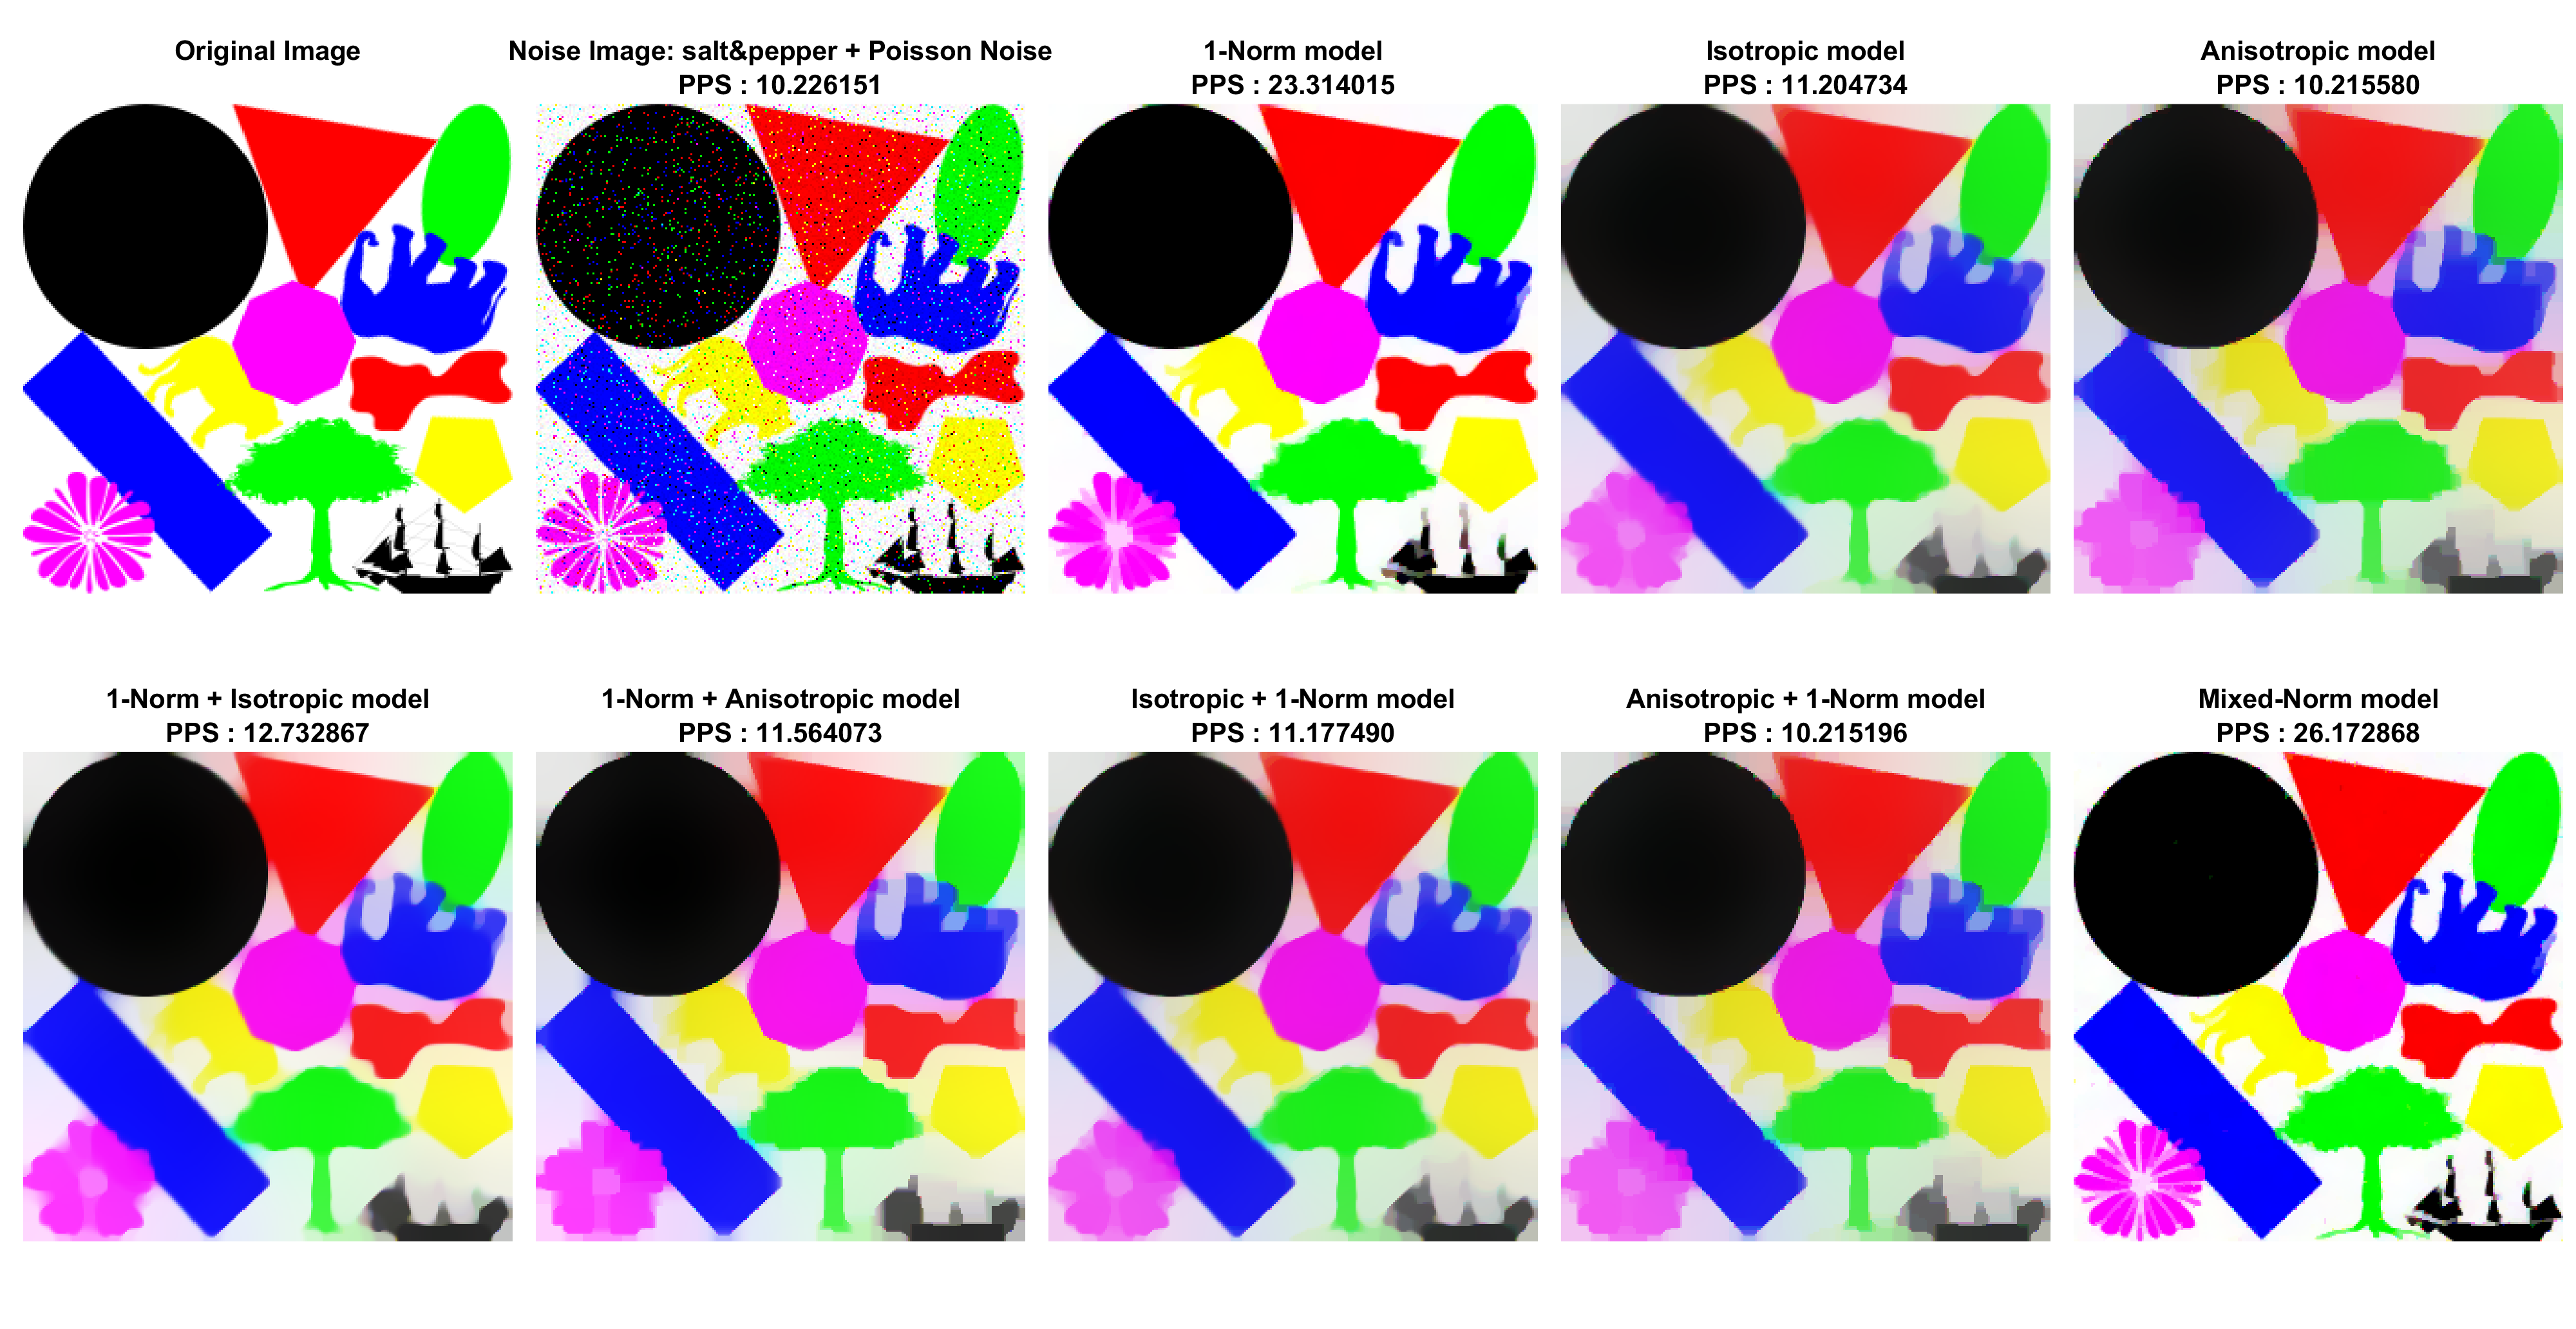 Original Image
Noise Image: salt&pepper + Poisson Noise
PPS : 10.226151
1-Norm model
PPS : 23.314015
Isotropic model
PPS : 11.204734
Anisotropic model
PPS : 10.215580
1-Norm + Isotropic model
PPS : 12.732867
1-Norm + Anisotropic model
PPS : 11.564073
Isotropic + 1-Norm model
PPS : 11.177490
Anisotropic + 1-Norm model
PPS : 10.215196
Mixed-Norm model
PPS : 26.172868